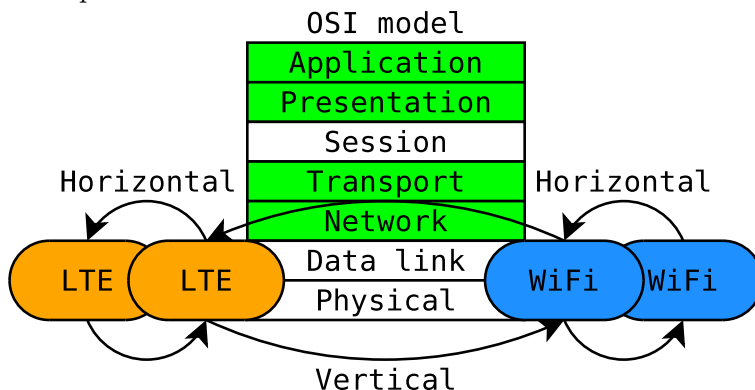 OSI model
Application
Presentation
Session
Horizontal Transport Horizontal
Network
Data link
LTE LTE WiFi WiFi
Physical
Vertical